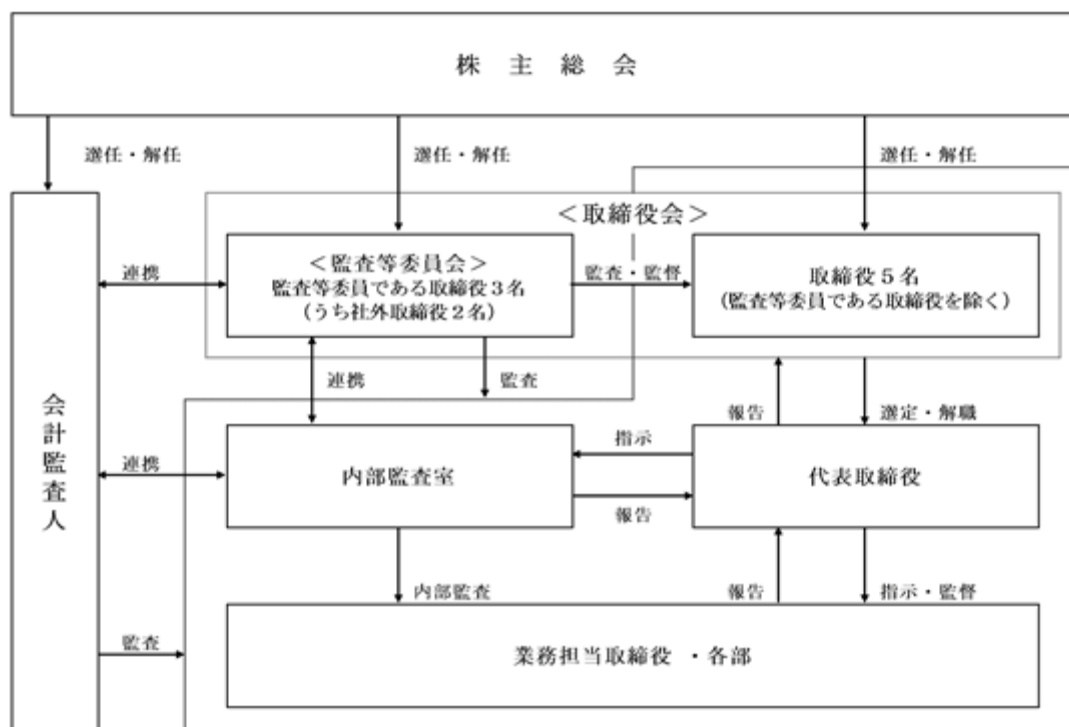 株主総会
選任・解任
選任・解任
選任・解任
＜取締役会＞
＜監査等委員会＞
監査等委員である取締役３名
（うち社外取締役２名）
監査・監督
取締役５名
（監査等委員である取締役を除く）
連携
連携
監査
報告
選定・解職
会計監査人
連携
内部監査室
指示
報告
代表取締役
内部監査
報告
指示・監督
監査
業務担当取締役 ・各部